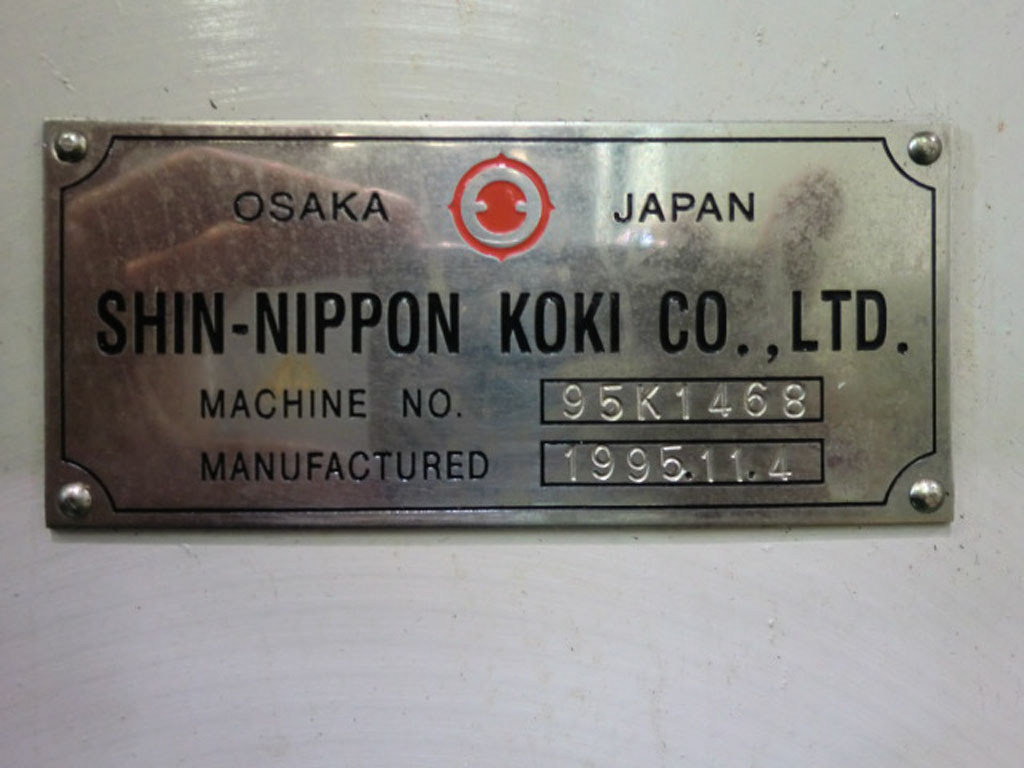 OSAKA JAPAN
SHIN-NIPPON KOKI CO.,LTD.
MACHINE NO. 95K1468
MANUFACTURED 1995.11.4